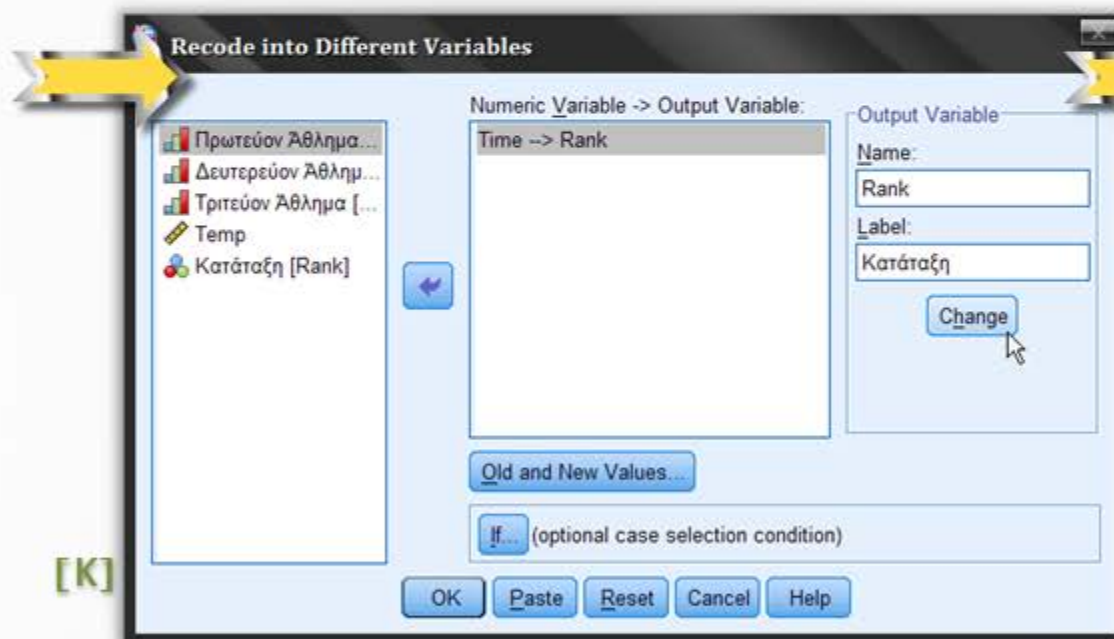 Recode into Different Variables
Πρωτεύον Άθλημα...
Δευτερεύον Άθλημ...
Τριτεύον Άθλημα [...
Temp
Κατάταξη [Rank]
Numeric Variable -> Output Variable:
Time --> Rank
Output Variable
Name:
Rank
Label:
Κατάταξη
Change
Old and New Values...
If... (optional case selection condition)
[K]
OK Paste Reset Cancel Help